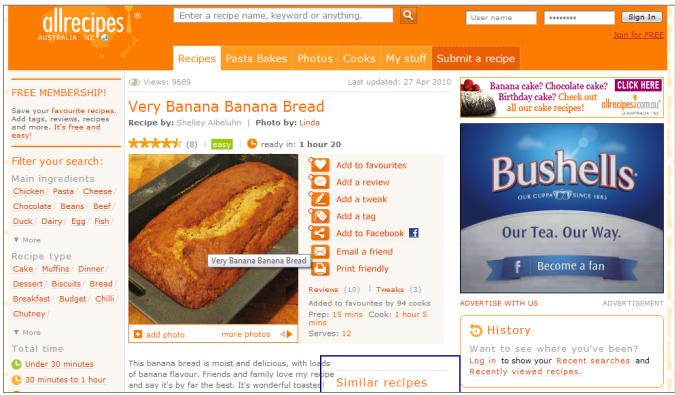 allrecipes
AUSTRALIA NZ
Enter a recipe name, keyword or anything.
User name
Sign In
Join for FREE
Recipes
Pasta Bakes
Photos
Cooks
My stuff
Submit a recipe
FREE MEMBERSHIP!
Save your favourite recipes.
Add tags, reviews, recipes
and more. It's free and
easy!
Filter your search:
Main ingredients
Chicken / Pasta / Cheese /
Chocolate / Beans / Beef /
Duck / Dairy / Egg / Fish /
▼ More
Recipe type
Cake / Muffins / Dinner /
Dessert / Biscuits / Bread /
Breakfast / Budget / Chilli /
Chutney /
▼ More
Total time
Under 30 minutes
30 minutes to 1 hour
Views: 9689
Last updated: 27 Apr 2010
Very Banana Banana Bread
Recipe by: Shelley Albeluhn | Photo by: Linda
(8) | easy | ready in: 1 hour 20
Very Banana Banana Bread
add photo
more photos
Add to favourites
Add a review
Add a tweak
Add a tag
Add to Facebook f
Email a friend
Print friendly
Reviews (10) | Tweaks (3)
Added to favourites by 94 cooks
Prep: 15 mins Cook: 1 hour 5
mins
Serves: 12
This banana bread is moist and delicious, with loads
of banana flavour. Friends and family love my recipe
and say it's by far the best. It's wonderful toasted!
Similar recipes
Banana cake? Chocolate cake?
Birthday cake? Check out
all our cake recipes!
CLICK HERE
allrecipes.com.au
AUSTRALIA | NZ
Bushells
OUR CUPPA SINCE 1883
Our Tea. Our Way.
f Become a fan
ADVERTISE WITH US
ADVERTISEMENT
History
Want to see where you've been?
Log in to show your Recent searches and
Recently viewed recipes.